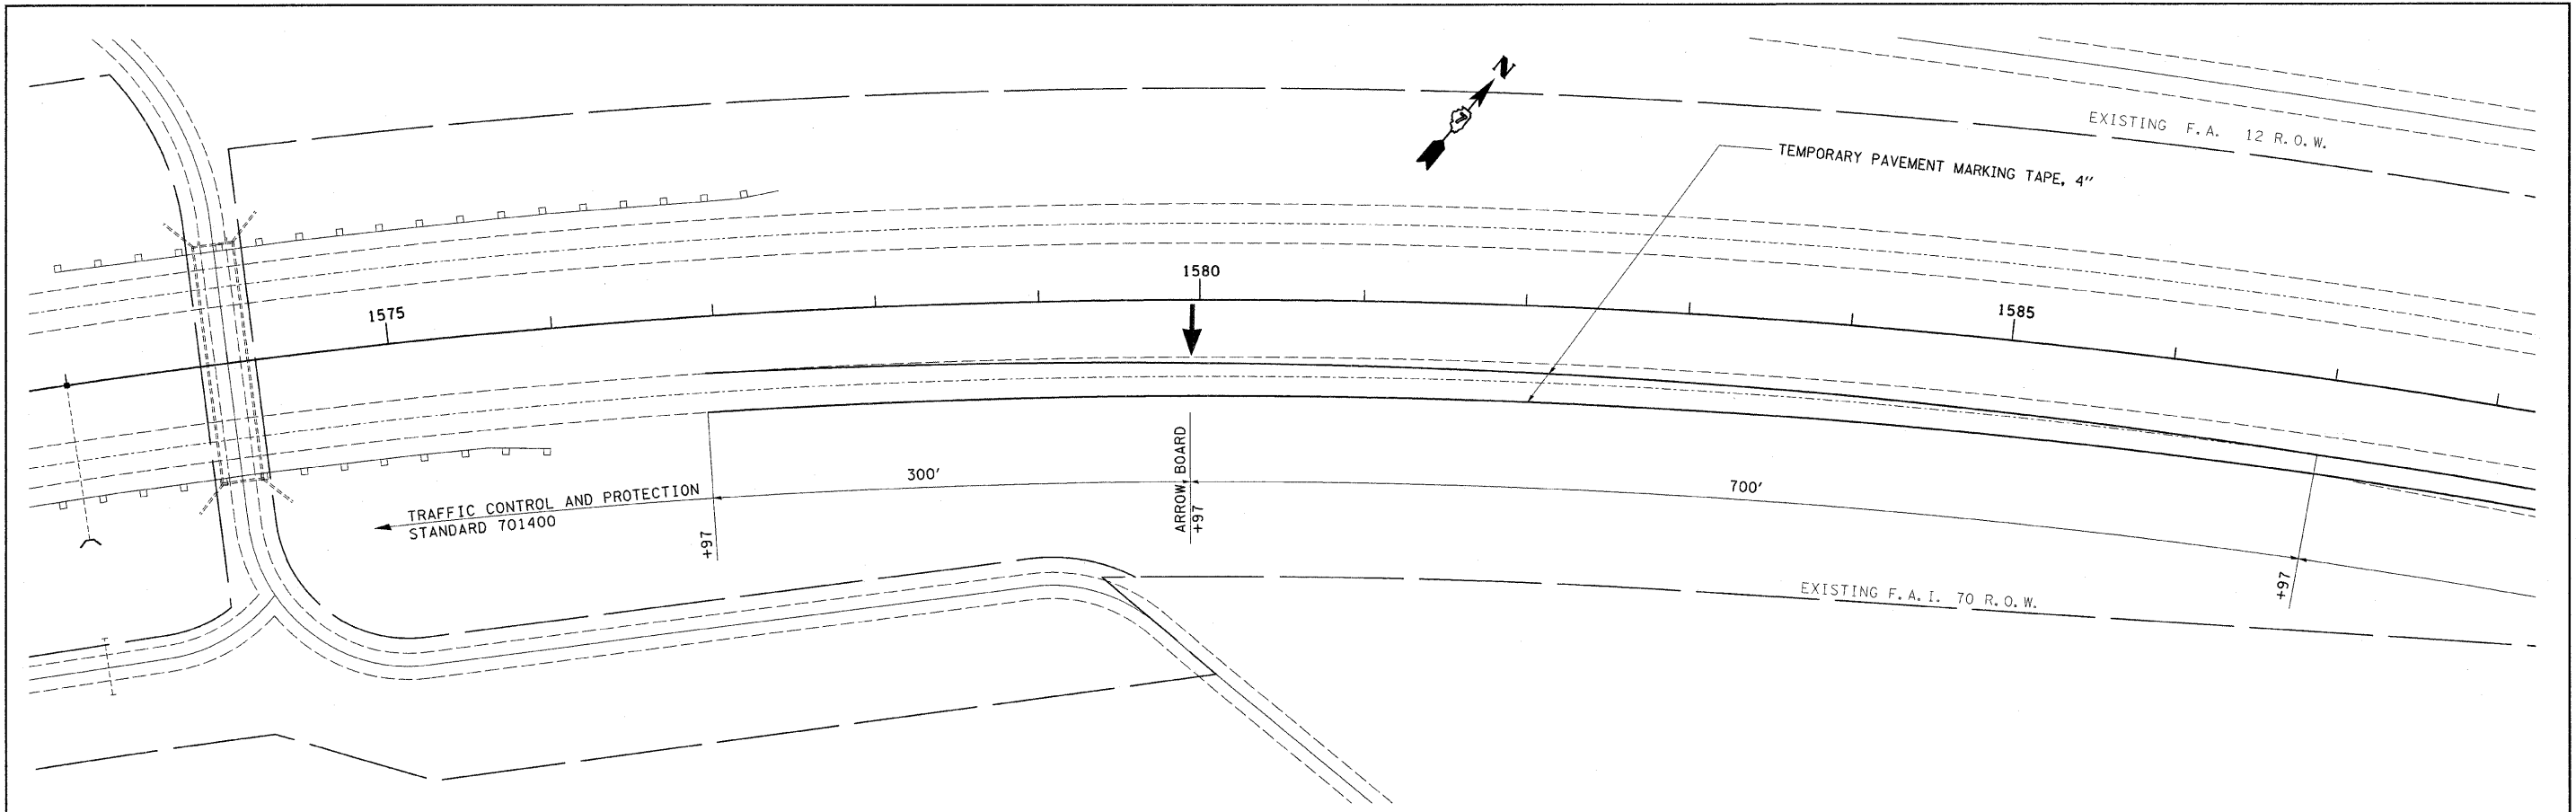 N
EXISTING F.A. 12 R.O.W.
TEMPORARY PAVEMENT MARKING TAPE, 4"
1580
1575
1585
300'
ARROW BOARD
+97
700'
TRAFFIC CONTROL AND PROTECTION
STANDARD 701400
+97
+97
EXISTING F.A.I. 70 R.O.W.